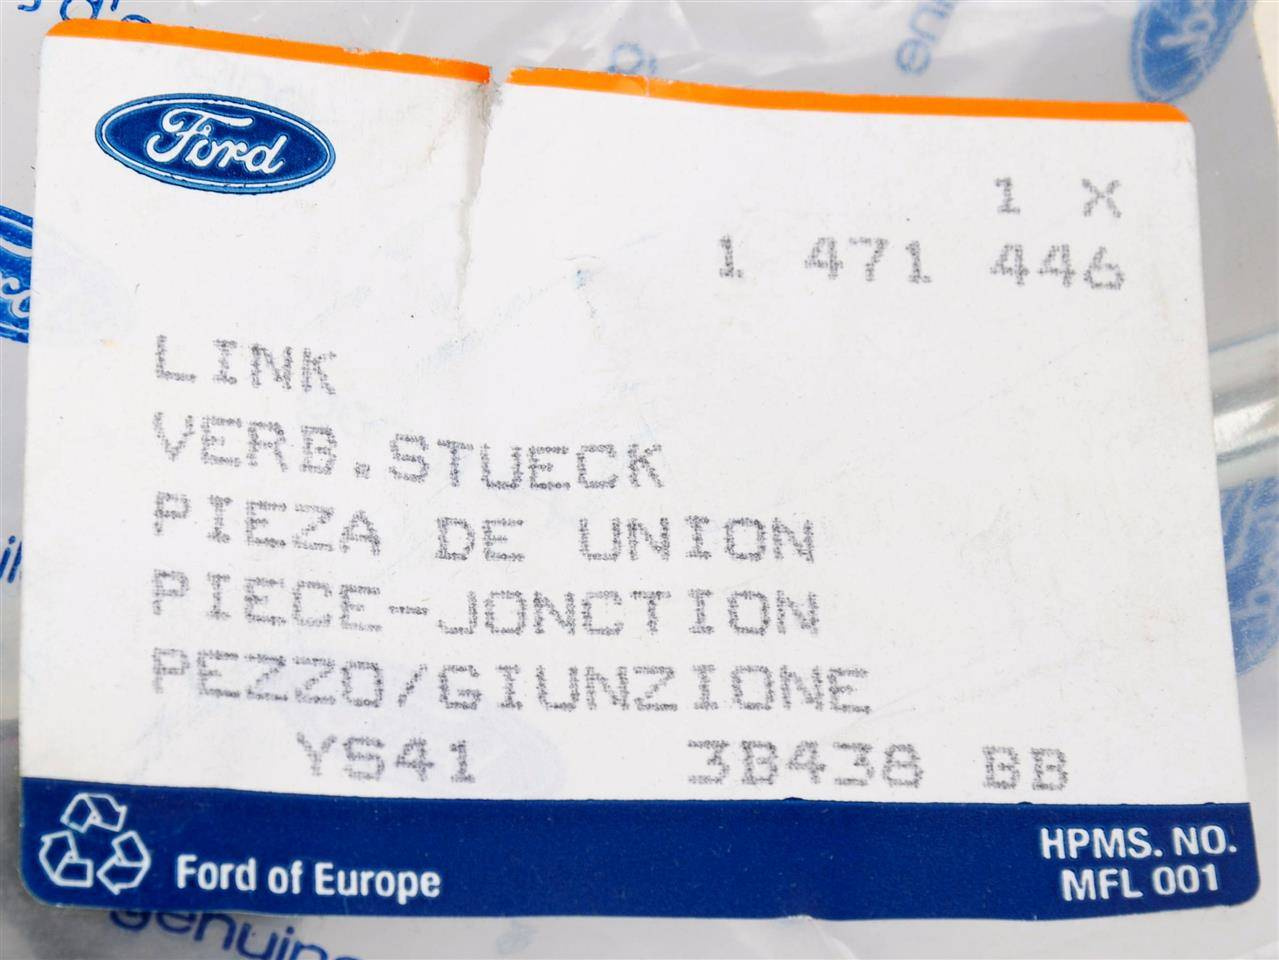 Ford
1 X
1 471 446
LINK
VERB.STUECK
PIEZA DE UNION
PIECE-JONCTION
PEZZO/GIUNZIONE
YS41 3B438 BB
Ford of Europe
HPMS. NO.
MFL 001
genuine